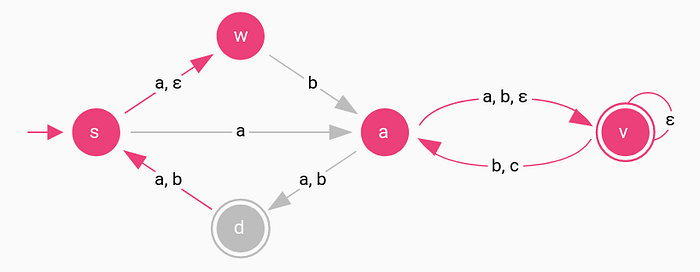 w
a, ε
b
a, b, ε
s
a
a
v
ε
b, c
a, b
a, b
d